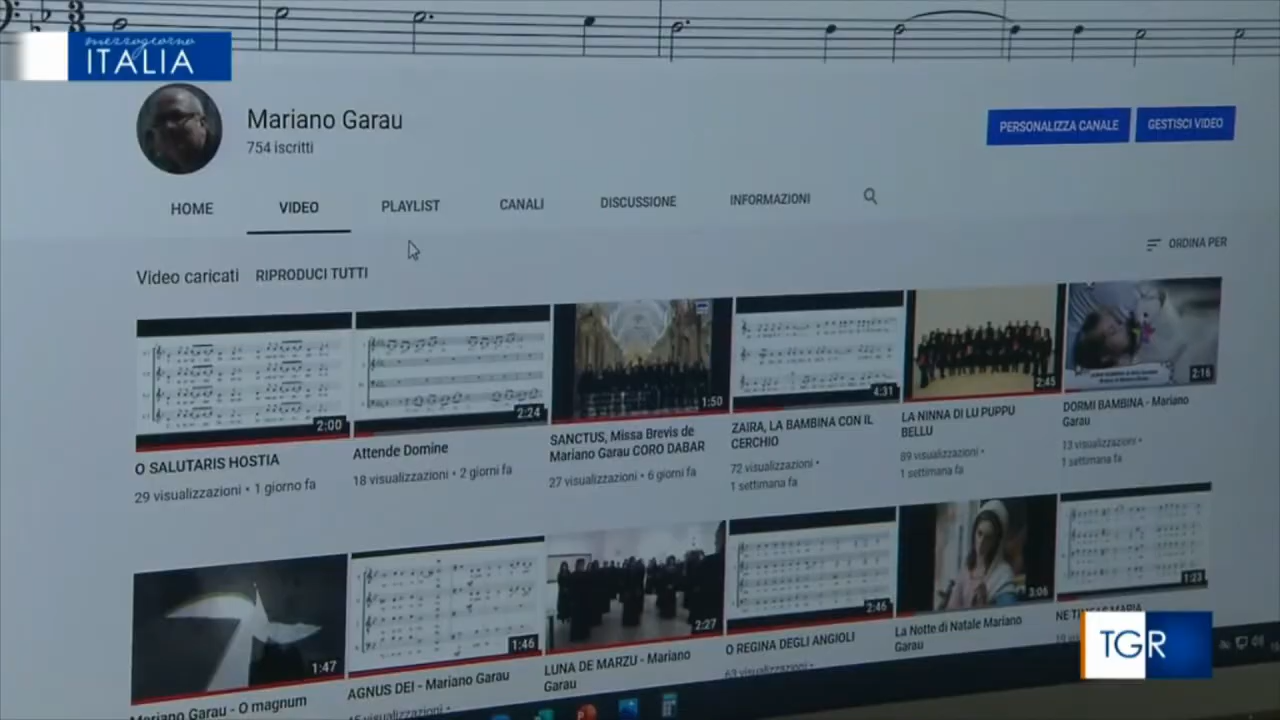 mezzogiorno
ITALIA
Mariano Garau
754 iscritti
PERSONALIZZA CANALE
GESTISCI VIDEO
HOME
VIDEO
PLAYLIST
CANALI
DISCUSSIONE
INFORMAZIONI
ORDINA PER
Video caricati
RIPRODUCI TUTTI
2:00
2:24
1:50
4:31
2:45
2:16
O SALUTARIS HOSTIA
29 visualizzazioni • 1 giorno fa
Attende Domine
18 visualizzazioni • 2 giorni fa
SANCTUS, Missa Brevis de
Mariano Garau CORO DABAR
27 visualizzazioni • 6 giorni fa
ZAIRA, LA BAMBINA CON IL
CERCHIO
72 visualizzazioni •
1 settimana fa
LA NINNA DI LU PUPPU
BELLU
89 visualizzazioni •
1 settimana fa
DORMI BAMBINA - Mariano
Garau
13 visualizzazioni •
1 settimana fa
1:47
1:46
2:27
2:46
3:06
1:23
Mariano Garau - O magnum
AGNUS DEI - Mariano Garau
visualizzazioni •
LUNA DE MARZU - Mariano
Garau
O REGINA DEGLI ANGIOLI
63 visualizzazioni •
La Notte di Natale Mariano
Garau
MARIA
TGR